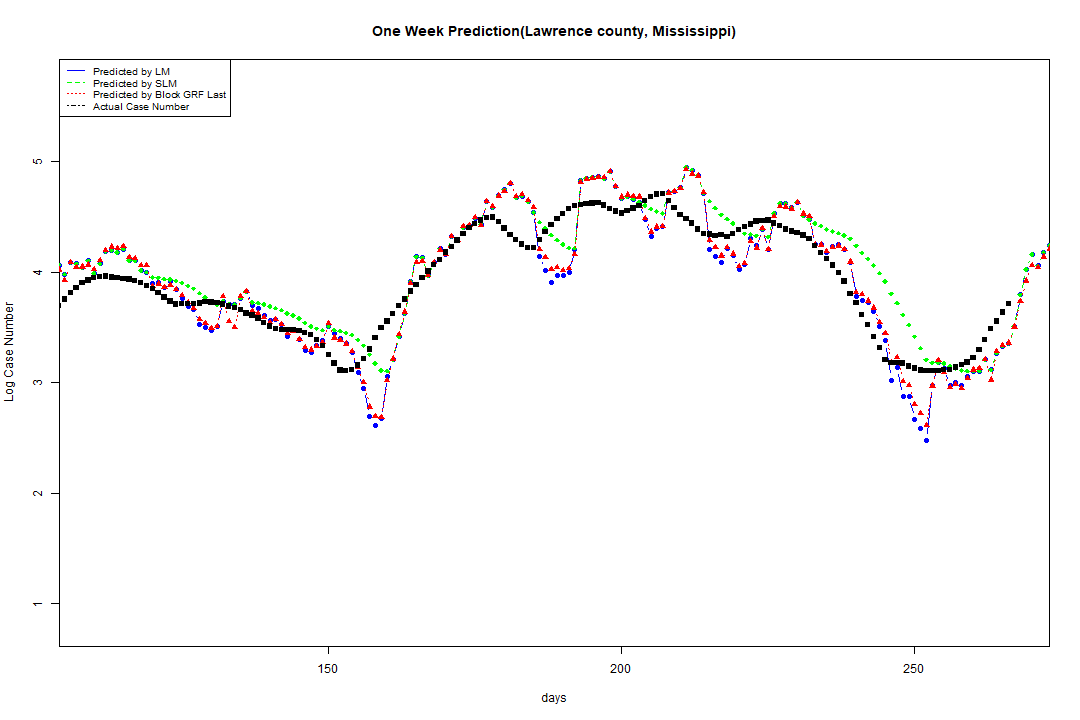 One Week Prediction(Lawrence county, Mississippi)
Predicted by LM
Predicted by SLM
Predicted by Block GRF Last
Actual Case Number
5
4
3
2
1
Log Case Number
150
200
250
days